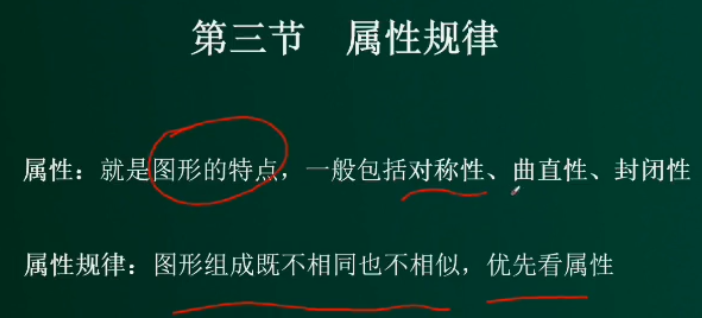 第三节 属性规律
属性：就是图形的特点，一般包括对称性、曲直性、封闭性
属性规律：图形组成既不相同也不相似，优先看属性